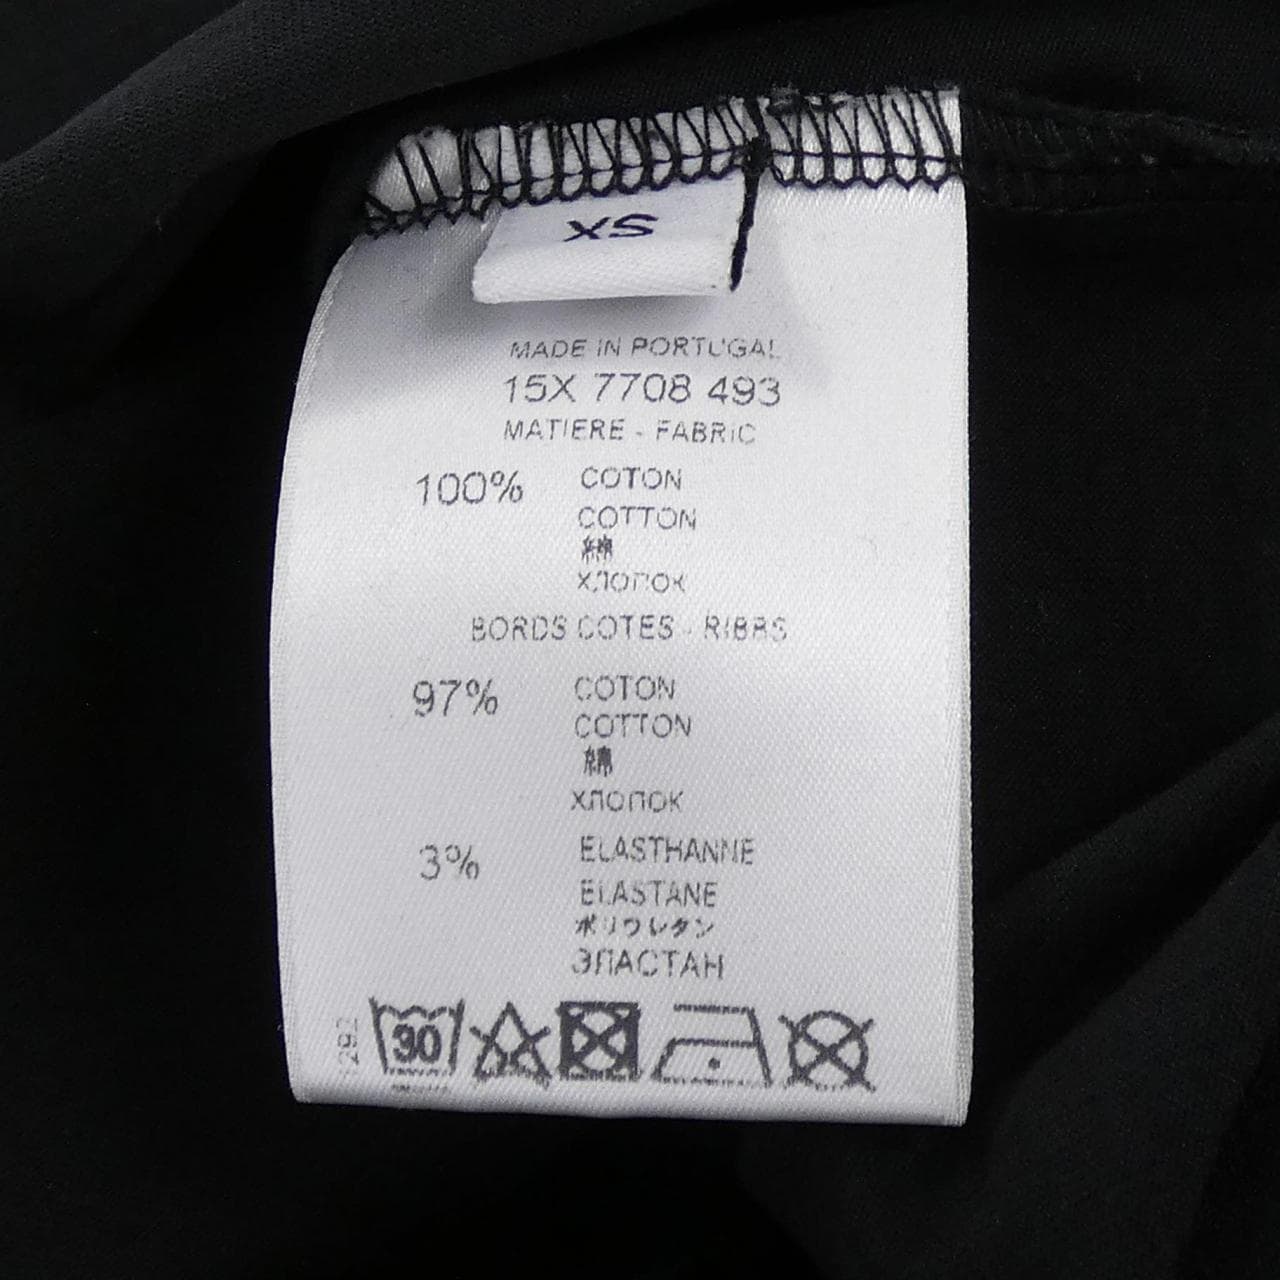 XS
MADE IN PORTUGAL
15X 7708 493
MATIERE - FABRIC
100% COTON
COTTON
綿
ХЛОПОК
BORDS COTES - RIBBS
97% COTON
COTTON
綿
ХЛОПОК
3% ELASTHANNE
ELASTANE
ポリウレタン
ЭЛАСТАН
30